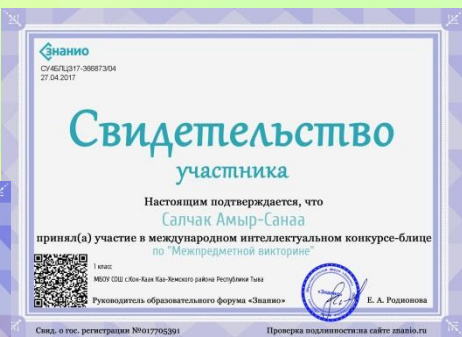 Знанио
СУ4БЛЦ317-366873/04
27.04.2017
Свидетельство
участника
Настоящим подтверждается, что
Салчак Амыр-Санаа
принял(а) участие в международном интеллектуальном конкурсе-блице
по "Межпредметной викторине"
1 класс
МБОУ СОШ с.Кок-Хаак Каа-Хемского района Республики Тыва
Руководитель образовательного форума «Знанио»
Е. А. Родионова
Свид. о гос. регистрации №017705391
Проверка подлинности:на сайте znanio.ru